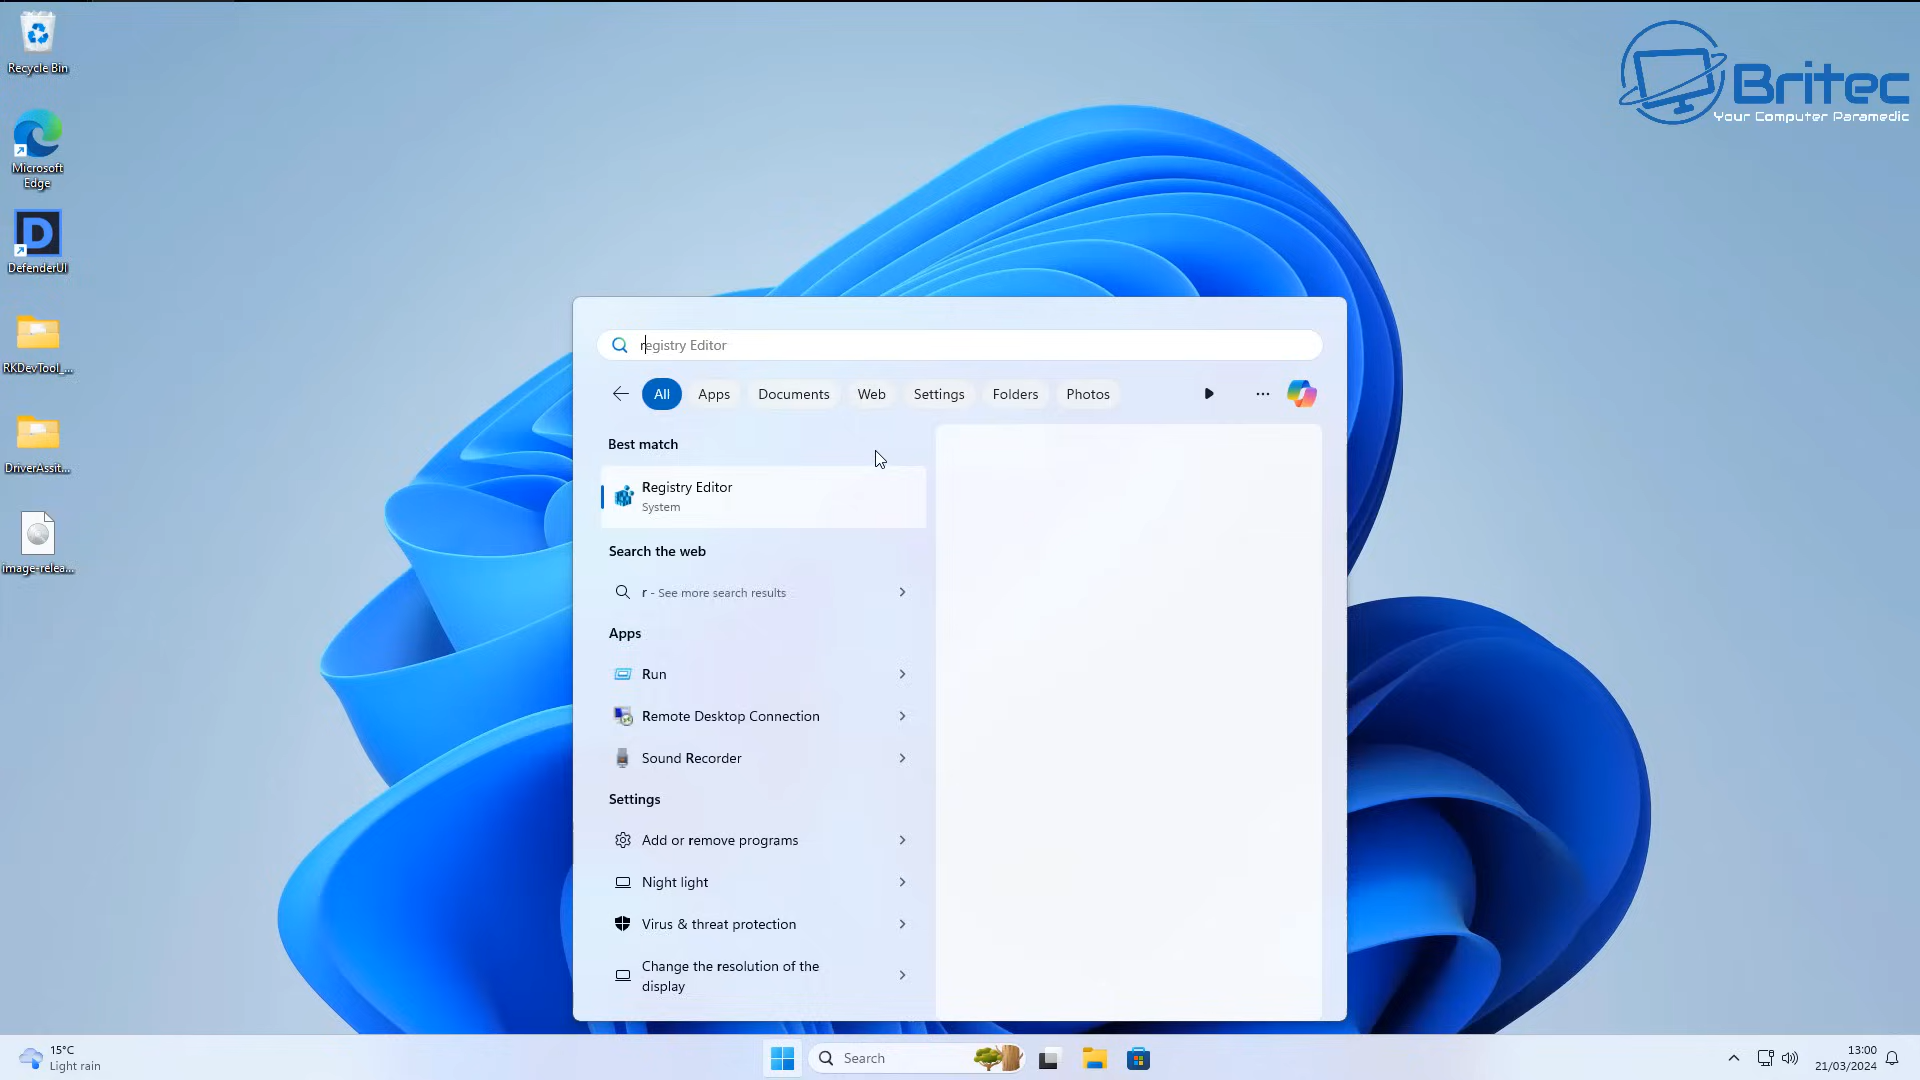 Recycle Bin
Microsoft
Edge
DefenderUI
RKDevTool_...
DriverAssit...
image-relea...
Britec
Your Computer Paramedic
registry Editor
All
Apps
Documents
Web
Settings
Folders
Photos
Best match
Registry Editor
System
Search the web
r - See more search results
Apps
Run
Remote Desktop Connection
Sound Recorder
Settings
Add or remove programs
Night light
Virus & threat protection
Change the resolution of the
display
15°C
Light rain
Search
13:00
21/03/2024